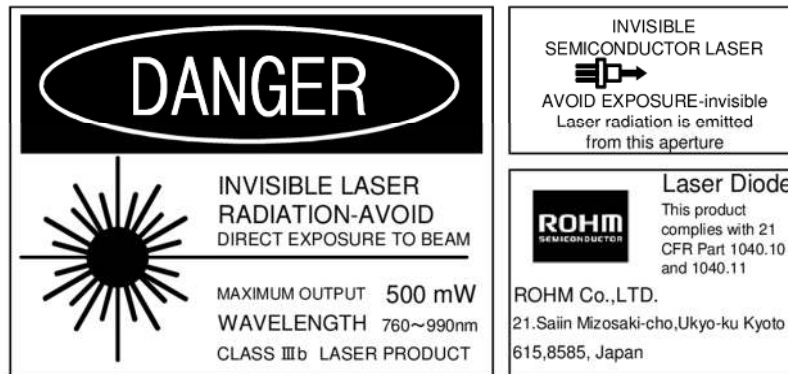 DANGER
INVISIBLE LASER
RADIATION-AVOID
DIRECT EXPOSURE TO BEAM
MAXIMUM OUTPUT 500 mW
WAVELENGTH 760～990nm
CLASS Ⅲb LASER PRODUCT
INVISIBLE
SEMICONDUCTOR LASER
AVOID EXPOSURE-invisible
Laser radiation is emitted
from this aperture
ROHM
SEMICONDUCTOR
Laser Diode
This product
complies with 21
CFR Part 1040.10
and 1040.11
ROHM Co.,LTD.
21.Saiin Mizosaki-cho,Ukyo-ku Kyoto
615,8585, Japan